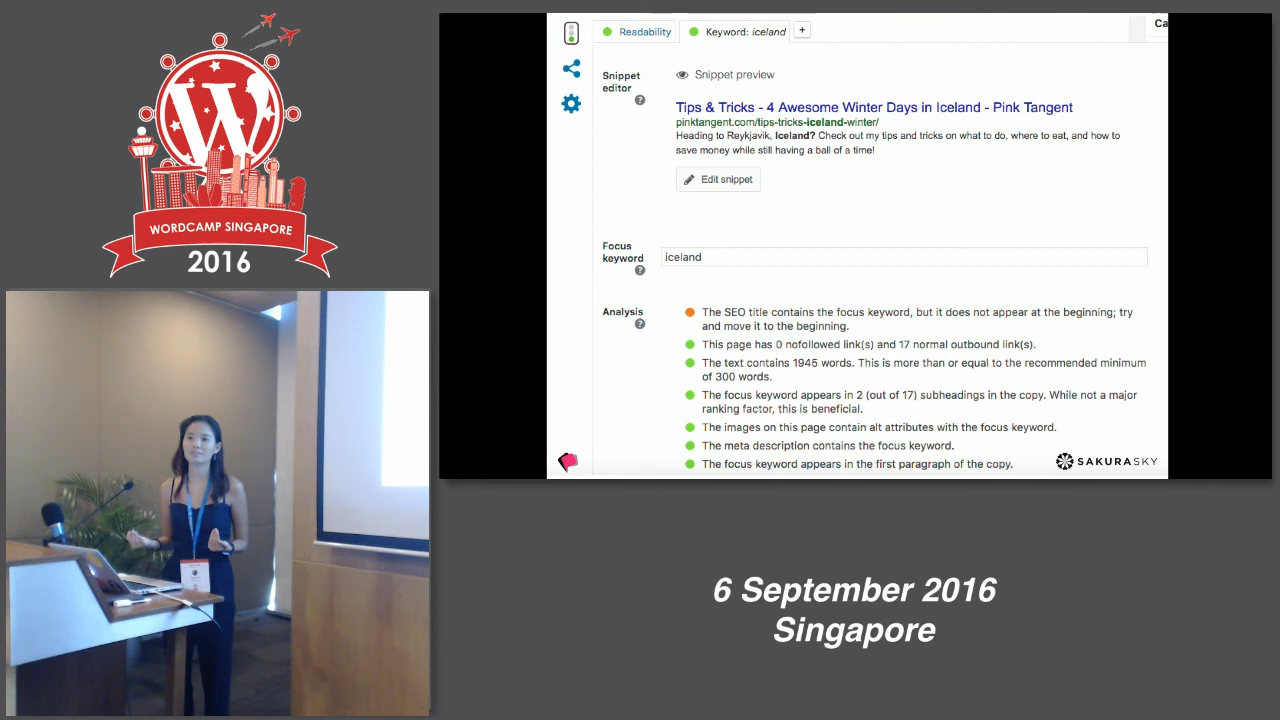 WORDCAMP SINGAPORE
2016
Readability
Keyword: iceland
+
Ca
Snippet
editor
?
Snippet preview
Tips & Tricks - 4 Awesome Winter Days in Iceland - Pink Tangent
pinktangent.com/tips-tricks-iceland-winter/
Heading to Reykjavik, Iceland? Check out my tips and tricks on what to do, where to eat, and how to
save money while still having a ball of a time!
Edit snippet
Focus
keyword
?
iceland
Analysis
?
The SEO title contains the focus keyword, but it does not appear at the beginning; try
and move it to the beginning.
This page has 0 nofollowed link(s) and 17 normal outbound link(s).
The text contains 1945 words. This is more than or equal to the recommended minimum
of 300 words.
The focus keyword appears in 2 (out of 17) subheadings in the copy. While not a major
ranking factor, this is beneficial.
The images on this page contain alt attributes with the focus keyword.
The meta description contains the focus keyword.
The focus keyword appears in the first paragraph of the copy.
SAKURASKY
6 September 2016
Singapore